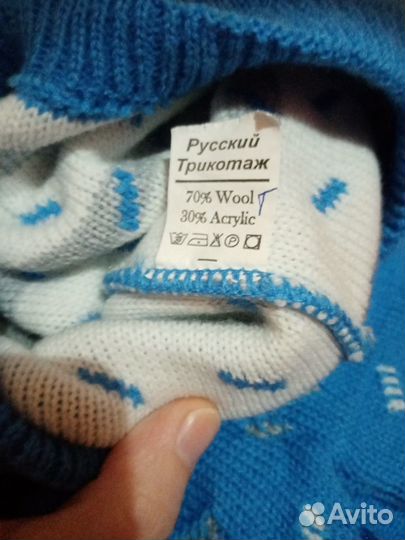 Русский
Трикотаж
70% Wool
30% Acrylic
Avito